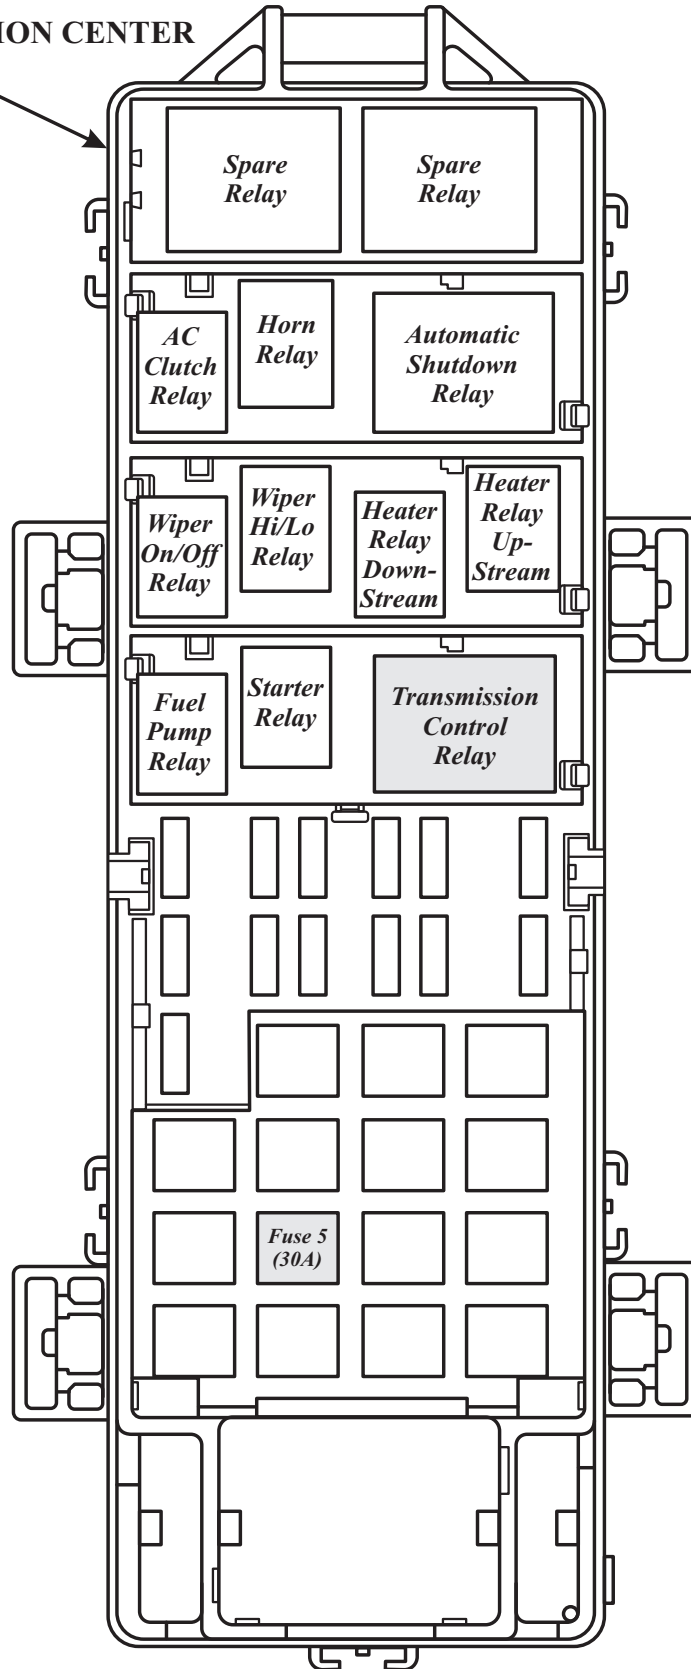 ION CENTER
Spare
Relay
Spare
Relay
AC
Clutch
Relay
Horn
Relay
Automatic
Shutdown
Relay
Wiper
On/Off
Relay
Wiper
Hi/Lo
Relay
Heater
Relay
Down-
Stream
Heater
Relay
Up-
Stream
Fuel
Pump
Relay
Starter
Relay
Transmission
Control
Relay
Fuse 5
(30A)